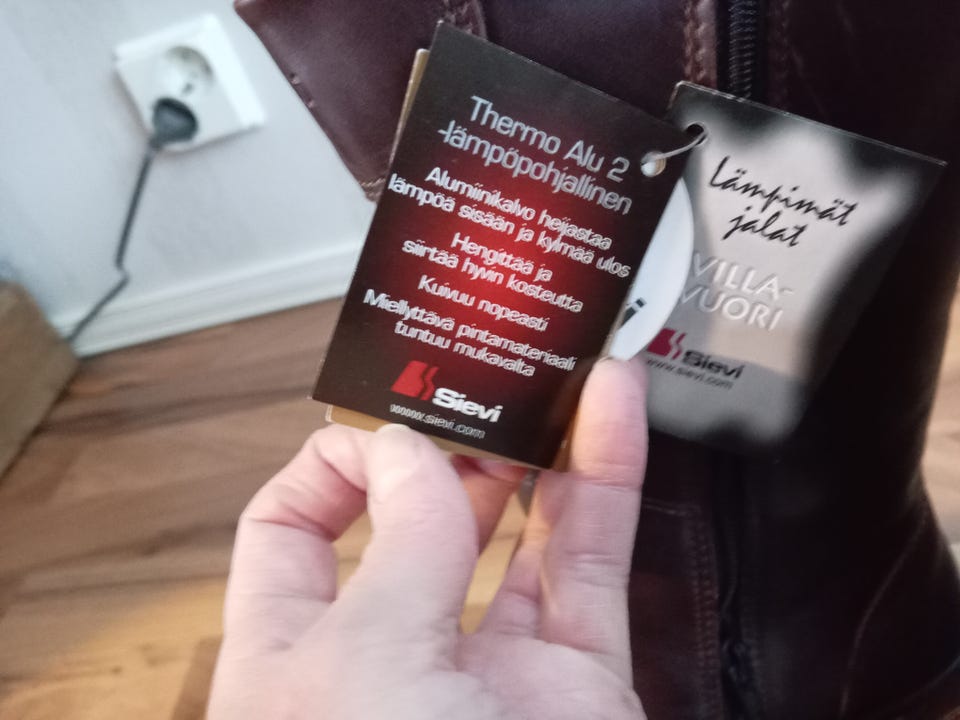 Thermo Alu 2
-lämpöpohjallinen
Alumiinikalvo heijastaa
lämpöä sisään ja kylmää ulos
Hengittää ja
siirtää hyvin kosteutta
Kuivuu nopeasti
Miellyttävä pintamateriaali
tuntuu mukavalta
Sievi
www.sievi.com
Lämpimät
jalat
VILLA-
VUORI
Sievi
www.sievi.com